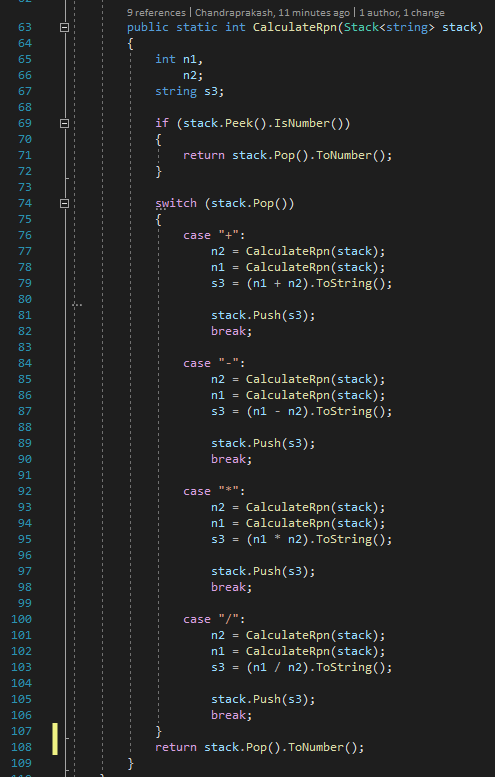 9 references | Chandraprakash, 11 minutes ago | 1 author, 1 change
63 public static int CalculateRpn(Stack<string> stack)
64 {
65 int n1,
66 n2;
67 string s3;
68
69 if (stack.Peek().IsNumber())
70 {
71 return stack.Pop().ToNumber();
72 }
73
74 switch (stack.Pop())
75 {
76 case "+":
77 n2 = CalculateRpn(stack);
78 n1 = CalculateRpn(stack);
79 s3 = (n1 + n2).ToString();
80
81 stack.Push(s3);
82 break;
83
84 case "-":
85 n2 = CalculateRpn(stack);
86 n1 = CalculateRpn(stack);
87 s3 = (n1 - n2).ToString();
88
89 stack.Push(s3);
90 break;
91
92 case "*":
93 n2 = CalculateRpn(stack);
94 n1 = CalculateRpn(stack);
95 s3 = (n1 * n2).ToString();
96
97 stack.Push(s3);
98 break;
99
100 case "/":
101 n2 = CalculateRpn(stack);
102 n1 = CalculateRpn(stack);
103 s3 = (n1 / n2).ToString();
104
105 stack.Push(s3);
106 break;
107 }
108 return stack.Pop().ToNumber();
109 }